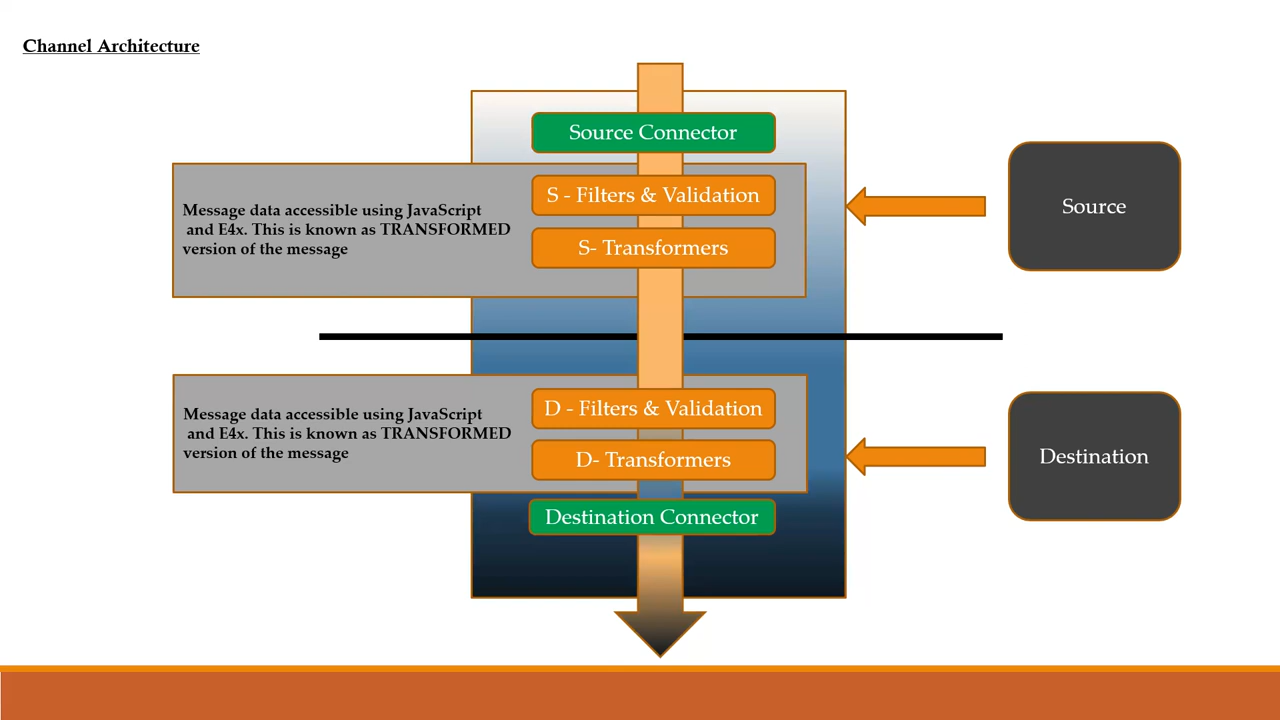 Channel Architecture
Source Connector
S - Filters & Validation
Message data accessible using JavaScript
and E4x. This is known as TRANSFORMED
version of the message
S- Transformers
Source
D - Filters & Validation
Message data accessible using JavaScript
and E4x. This is known as TRANSFORMED
version of the message
D- Transformers
Destination
Destination Connector